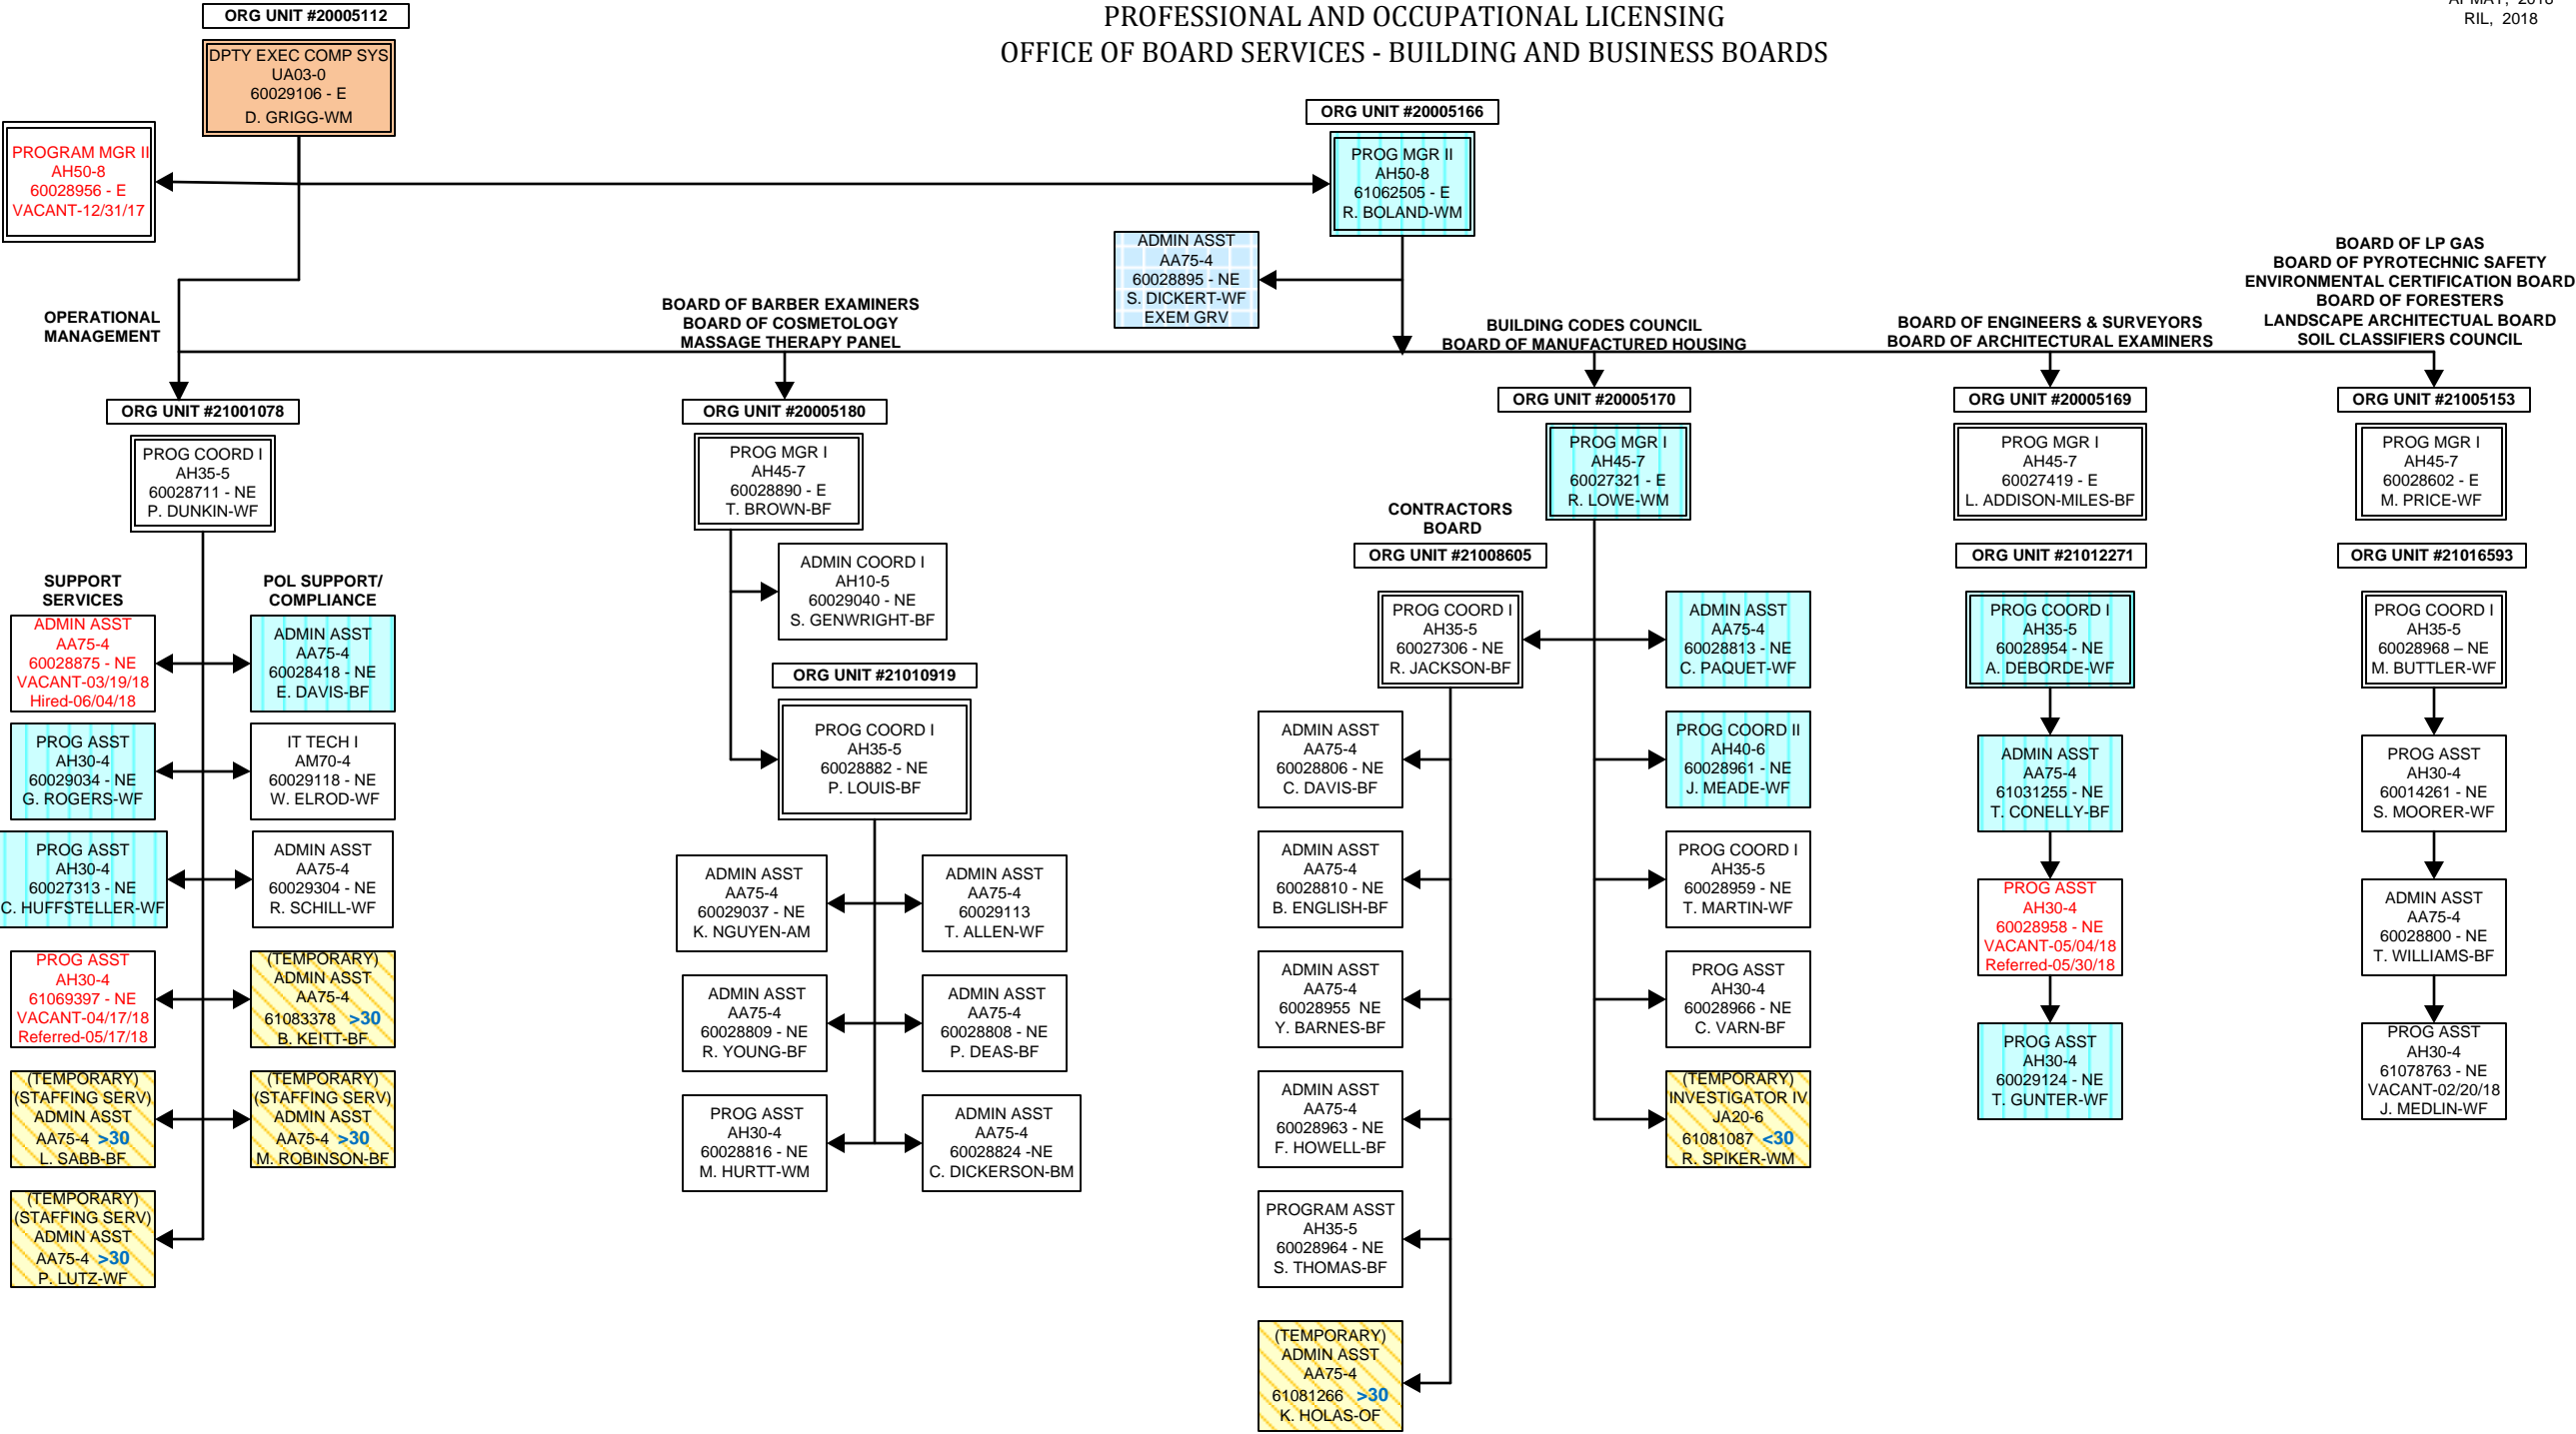 PROFESSIONAL AND OCCUPATIONAL LICENSING
OFFICE OF BOARD SERVICES - BUILDING AND BUSINESS BOARDS
RIL, 2018
ORG UNIT #20005112
DPTY EXEC COMP SYS
UA03-0
60029106 - E
D. GRIGG-WM
PROGRAM MGR II
AH50-8
60028956 - E
VACANT-12/31/17
ORG UNIT #20005166
PROG MGR II
AH50-8
61062505 - E
R. BOLAND-WM
ADMIN ASST
AA75-4
60028895 - NE
S. DICKERT-WF
EXEM GRV
OPERATIONAL
MANAGEMENT
BOARD OF BARBER EXAMINERS
BOARD OF COSMETOLOGY
MASSAGE THERAPY PANEL
BUILDING CODES COUNCIL
BOARD OF MANUFACTURED HOUSING
BOARD OF ENGINEERS & SURVEYORS
BOARD OF ARCHITECTURAL EXAMINERS
BOARD OF LP GAS
BOARD OF PYROTECHNIC SAFETY
ENVIRONMENTAL CERTIFICATION BOARD
BOARD OF FORESTERS
LANDSCAPE ARCHITECTUAL BOARD
SOIL CLASSIFIERS COUNCIL
ORG UNIT #21001078
PROG COORD I
AH35-5
60028711 - NE
P. DUNKIN-WF
SUPPORT
SERVICES
POL SUPPORT/
COMPLIANCE
ADMIN ASST
AA75-4
60028875 - NE
VACANT-03/19/18
Hired-06/04/18
ADMIN ASST
AA75-4
60028418 - NE
E. DAVIS-BF
PROG ASST
AH30-4
60029034 - NE
G. ROGERS-WF
IT TECH I
AM70-4
60029118 - NE
W. ELROD-WF
PROG ASST
AH30-4
60027313 - NE
C. HUFFSTELLER-WF
ADMIN ASST
AA75-4
60029304 - NE
R. SCHILL-WF
PROG ASST
AH30-4
61069397 - NE
VACANT-04/17/18
Referred-05/17/18
(TEMPORARY)
ADMIN ASST
AA75-4
61083378 >30
B. KEITT-BF
(TEMPORARY)
(STAFFING SERV)
ADMIN ASST
AA75-4 >30
L. SABB-BF
(TEMPORARY)
(STAFFING SERV)
ADMIN ASST
AA75-4 >30
M. ROBINSON-BF
(TEMPORARY)
(STAFFING SERV)
ADMIN ASST
AA75-4 >30
P. LUTZ-WF
ORG UNIT #20005180
PROG MGR I
AH45-7
60028890 - E
T. BROWN-BF
ADMIN COORD I
AH10-5
60029040 - NE
S. GENWRIGHT-BF
ORG UNIT #21010919
PROG COORD I
AH35-5
60028882 - NE
P. LOUIS-BF
ADMIN ASST
AA75-4
60029037 - NE
K. NGUYEN-AM
ADMIN ASST
AA75-4
60029113
T. ALLEN-WF
ADMIN ASST
AA75-4
60028809 - NE
R. YOUNG-BF
ADMIN ASST
AA75-4
60028808 - NE
P. DEAS-BF
PROG ASST
AH30-4
60028816 - NE
M. HURTT-WM
ADMIN ASST
AA75-4
60028824 -NE
C. DICKERSON-BM
ORG UNIT #20005170
PROG MGR I
AH45-7
60027321 - E
R. LOWE-WM
CONTRACTORS
BOARD
ORG UNIT #21008605
PROG COORD I
AH35-5
60027306 - NE
R. JACKSON-BF
ADMIN ASST
AA75-4
60028806 - NE
C. DAVIS-BF
ADMIN ASST
AA75-4
60028810 - NE
B. ENGLISH-BF
ADMIN ASST
AA75-4
60028955 NE
Y. BARNES-BF
ADMIN ASST
AA75-4
60028963 - NE
F. HOWELL-BF
PROGRAM ASST
AH35-5
60028964 - NE
S. THOMAS-BF
(TEMPORARY)
ADMIN ASST
AA75-4
61081266 >30
K. HOLAS-OF
ADMIN ASST
AA75-4
60028813 - NE
C. PAQUET-WF
PROG COORD II
AH40-6
60028961 - NE
J. MEADE-WF
PROG COORD I
AH35-5
60028959 - NE
T. MARTIN-WF
PROG ASST
AH30-4
60028966 - NE
C. VARN-BF
(TEMPORARY)
INVESTIGATOR IV
JA20-6
61081087 <30
R. SPIKER-WM
ORG UNIT #20005169
PROG MGR I
AH45-7
60027419 - E
L. ADDISON-MILES-BF
ORG UNIT #21012271
PROG COORD I
AH35-5
60028954 - NE
A. DEBORDE-WF
ADMIN ASST
AA75-4
61031255 - NE
T. CONELLY-BF
PROG ASST
AH30-4
60028958 - NE
VACANT-05/04/18
Referred-05/30/18
PROG ASST
AH30-4
60029124 - NE
T. GUNTER-WF
ORG UNIT #21005153
PROG MGR I
AH45-7
60028602 - E
M. PRICE-WF
ORG UNIT #21016593
PROG COORD I
AH35-5
60028968 – NE
M. BUTTLER-WF
PROG ASST
AH30-4
60014261 - NE
S. MOORER-WF
ADMIN ASST
AA75-4
60028800 - NE
T. WILLIAMS-BF
PROG ASST
AH30-4
61078763 - NE
VACANT-02/20/18
J. MEDLIN-WF